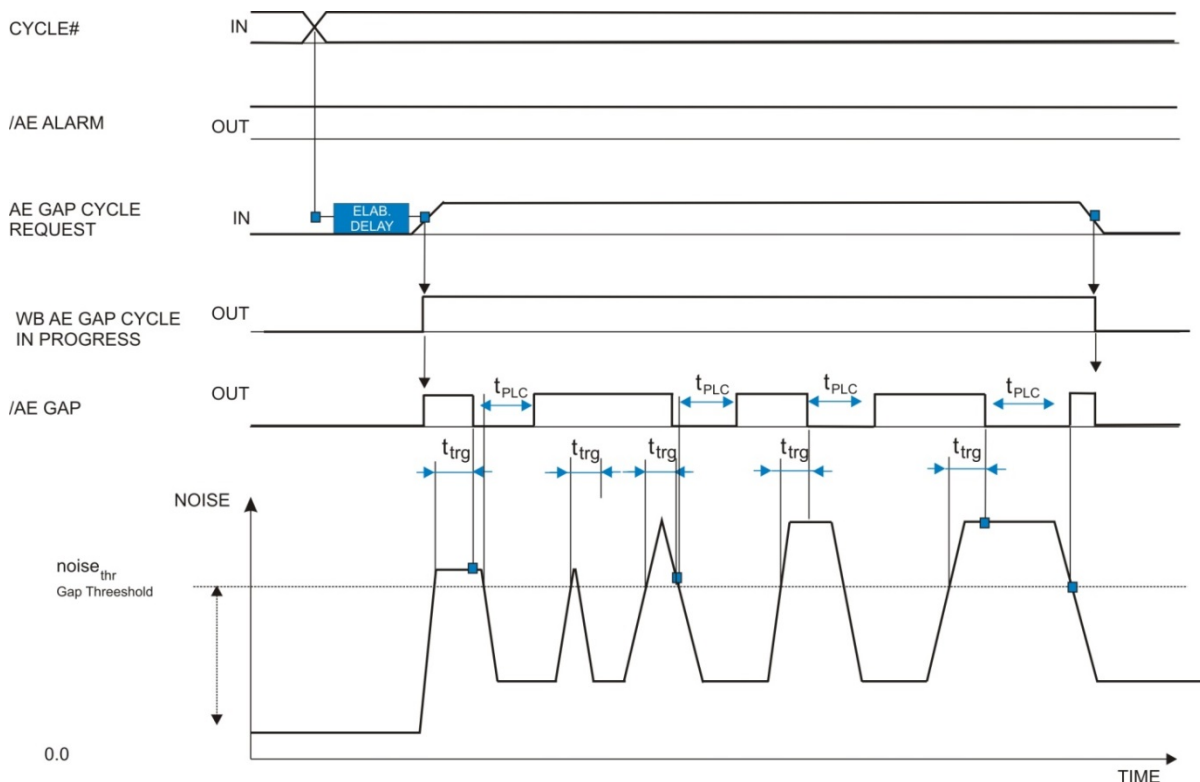 CYCLE# IN
/AE ALARM OUT
AE GAP CYCLE
REQUEST IN
ELAB.
DELAY
WB AE GAP CYCLE
IN PROGRESS OUT
/AE GAP OUT
tPLC tPLC tPLC tPLC
ttrg ttrg ttrg ttrg ttrg
NOISE
noisethr
Gap Threeshold
0.0
TIME